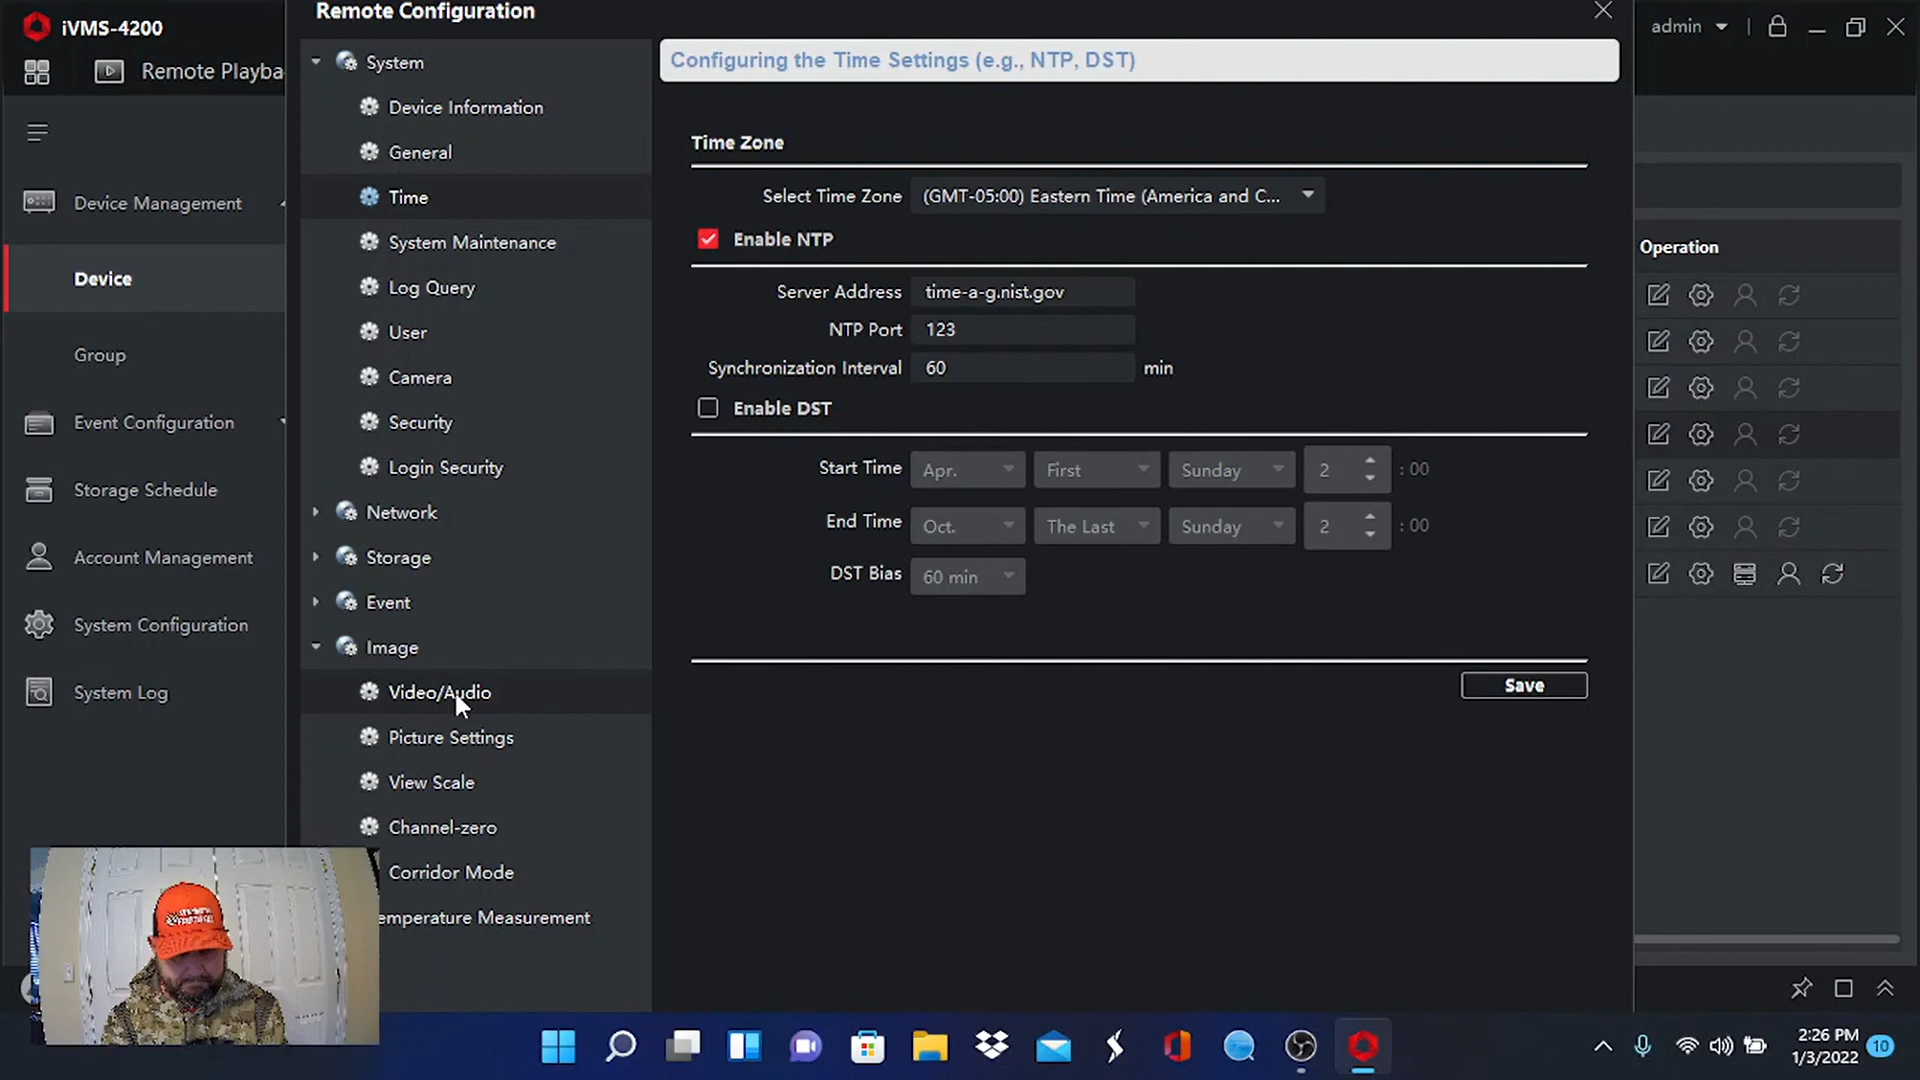 iVMS-4200
Remote Configuration
admin
Remote Playba
System
Configuring the Time Settings (e.g., NTP, DST)
Device Information
General
Time Zone
Time
Select Time Zone (GMT-05:00) Eastern Time (America and C...
Device Management
System Maintenance
Enable NTP
Operation
Device
Log Query
Server Address time-a-g.nist.gov
User
NTP Port 123
Group
Camera
Synchronization Interval 60 min
Event Configuration
Security
Enable DST
Login Security
Start Time Apr. First Sunday 2 : 00
Storage Schedule
Network
End Time Oct. The Last Sunday 2 : 00
Account Management
Storage
DST Bias 60 min
Event
System Configuration
Image
System Log
Video/Audio
Save
Picture Settings
View Scale
Channel-zero
Corridor Mode
emperature Measurement
2:26 PM
1/3/2022
10